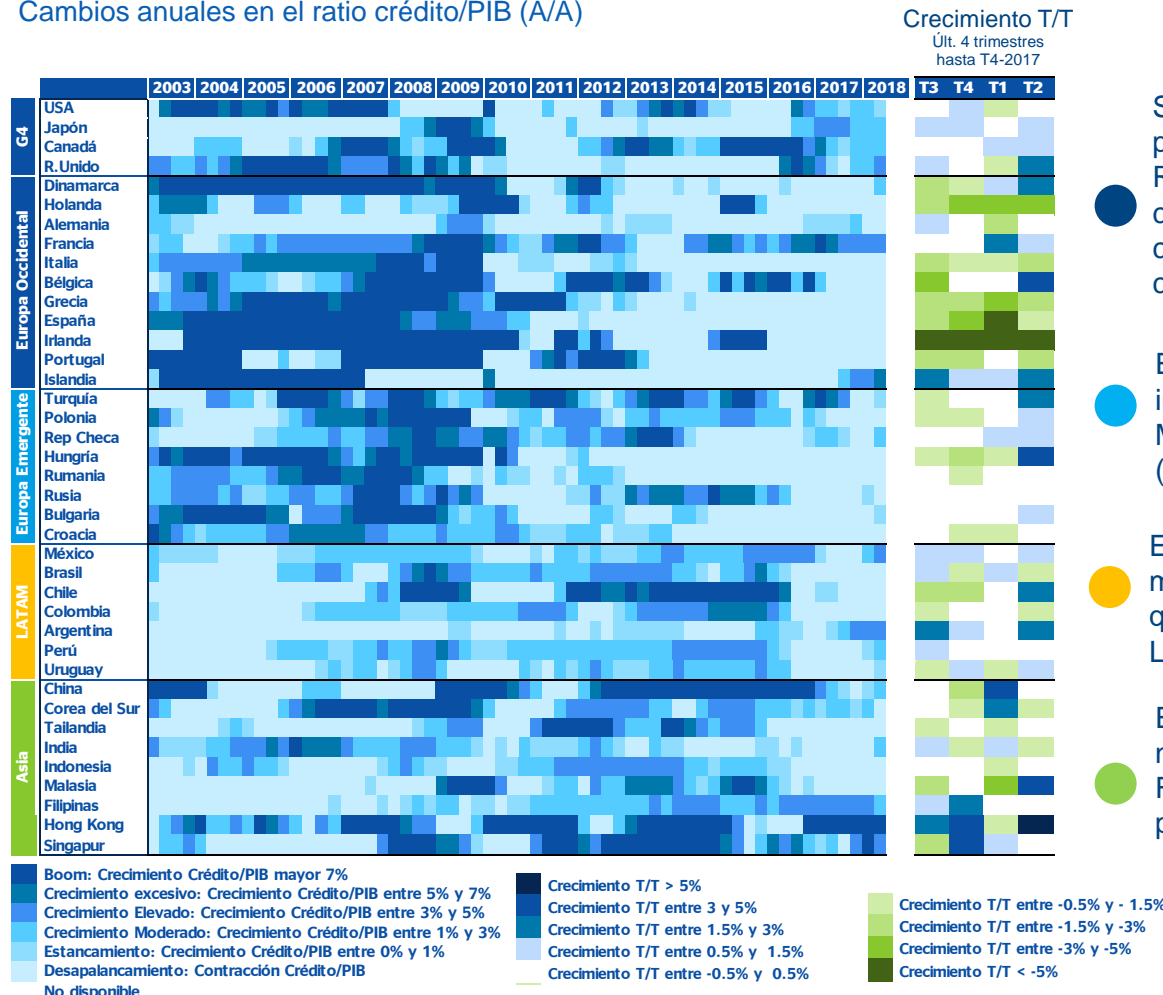 Cambios anuales en el ratio crédito/PIB (A/A)
Crecimiento T/T
Últ. 4 trimestres
hasta T4-2017
2003 2004 2005 2006 2007 2008 2009 2010 2011 2012 2013 2014 2015 2016 2017 2018 T3 T4 T1 T2
G4
USA
Japón
Canadá
R.Unido
Europa Occidental
Dinamarca
Holanda
Alemania
Francia
Italia
Bélgica
Grecia
España
Irlanda
Portugal
Islandia
Europa Emergente
Turquía
Polonia
Rep Checa
Hungría
Rumania
Rusia
Bulgaria
Croacia
LATAM
México
Brasil
Chile
Colombia
Argentina
Perú
Uruguay
Asia
China
Corea del Sur
Tailandia
India
Indonesia
Malasia
Filipinas
Hong Kong
Singapur
Boom: Crecimiento Crédito/PIB mayor 7%
Crecimiento excesivo: Crecimiento Crédito/PIB entre 5% y 7%
Crecimiento Elevado: Crecimiento Crédito/PIB entre 3% y 5%
Crecimiento Moderado: Crecimiento Crédito/PIB entre 1% y 3%
Estancamiento: Crecimiento Crédito/PIB entre 0% y 1%
Desapalancamiento: Contracción Crédito/PIB
No disponible
Crecimiento T/T > 5%
Crecimiento T/T entre 3 y 5%
Crecimiento T/T entre 1.5% y 3%
Crecimiento T/T entre 0.5% y 1.5%
Crecimiento T/T entre -0.5% y 0.5%
Crecimiento T/T entre -0.5% y - 1.5%
Crecimiento T/T entre -1.5% y -3%
Crecimiento T/T entre -3% y -5%
Crecimiento T/T < -5%